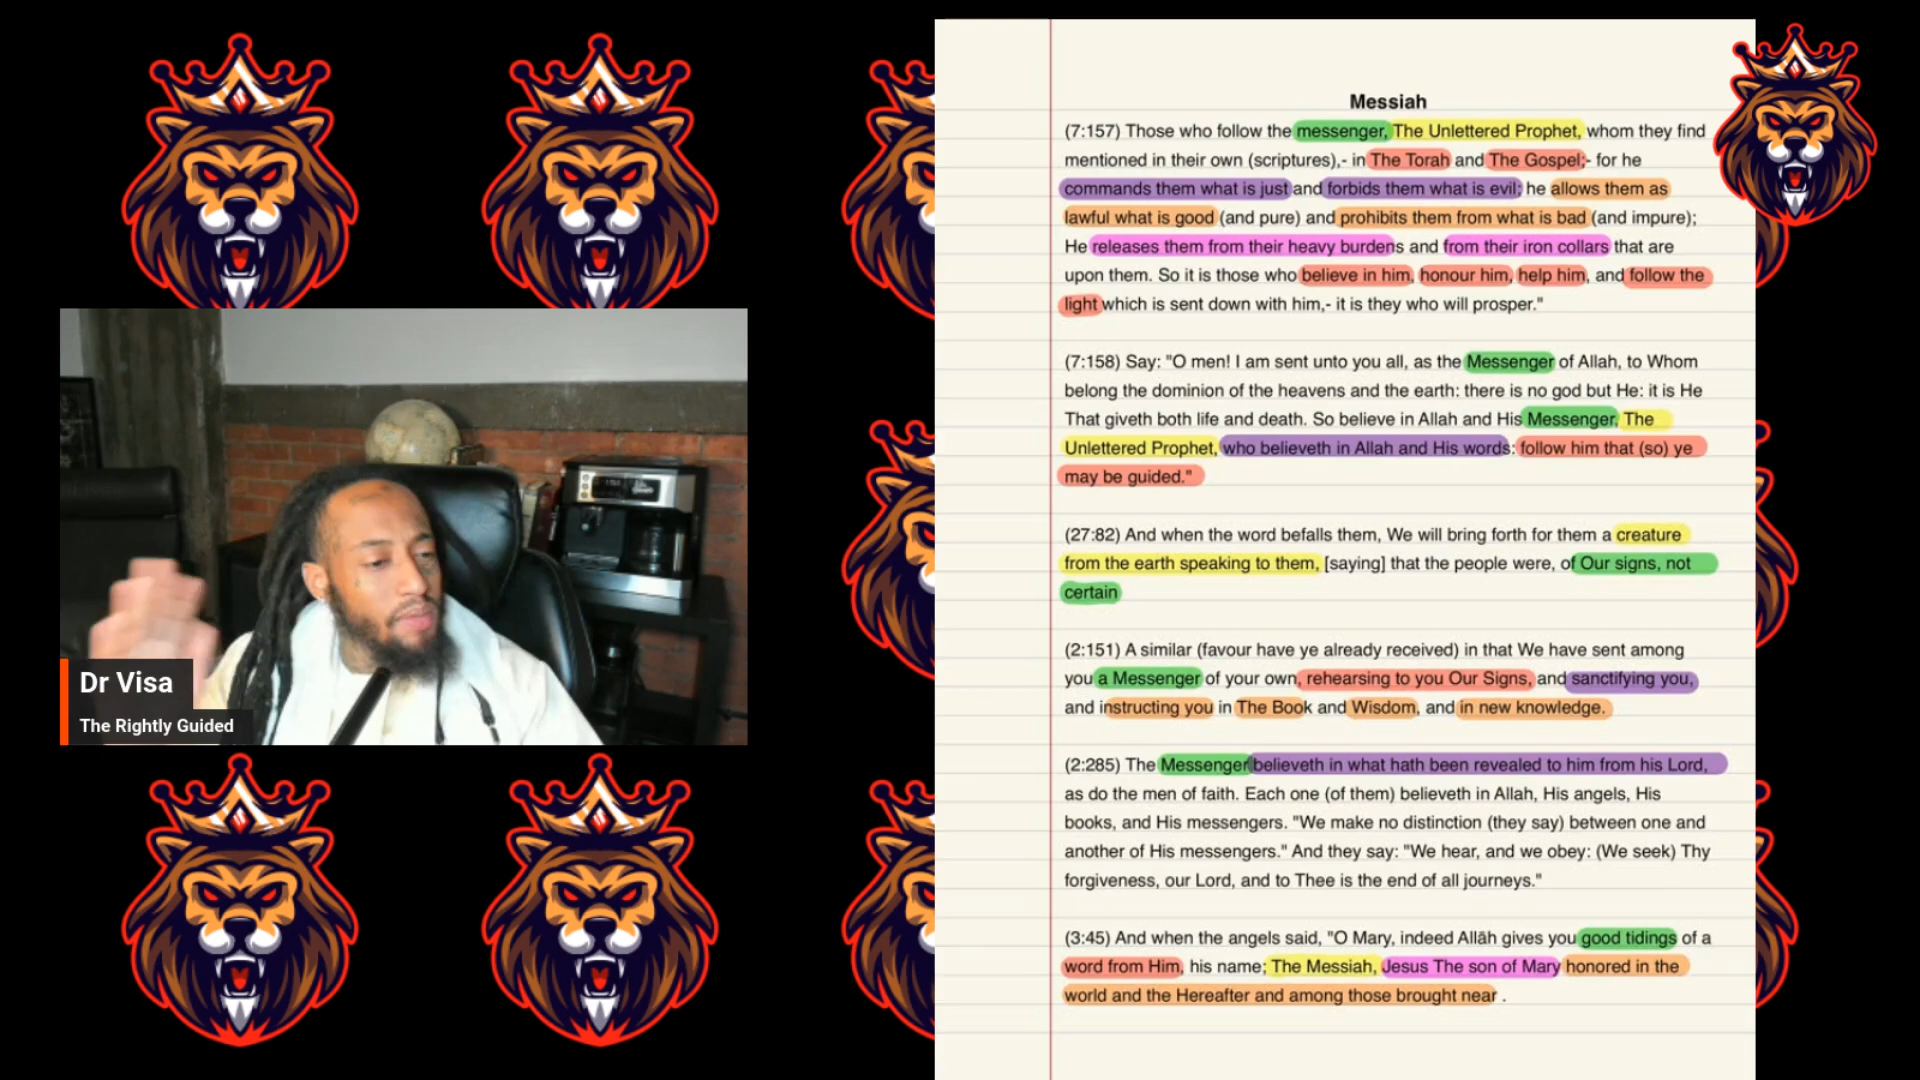 Messiah
(7:157) Those who follow the messenger, The Unlettered Prophet, whom they find
mentioned in their own (scriptures),- in The Torah and The Gospel;- for he
commands them what is just and forbids them what is evil; he allows them as
lawful what is good (and pure) and prohibits them from what is bad (and impure);
He releases them from their heavy burdens and from their iron collars that are
upon them. So it is those who believe in him, honour him, help him, and follow the
light which is sent down with him,- it is they who will prosper."
(7:158) Say: "O men! I am sent unto you all, as the Messenger of Allah, to Whom
belong the dominion of the heavens and the earth: there is no god but He: it is He
That giveth both life and death. So believe in Allah and His Messenger, The
Unlettered Prophet, who believeth in Allah and His words: follow him that (so) ye
may be guided."
(27:82) And when the word befalls them, We will bring forth for them a creature
from the earth speaking to them, [saying] that the people were, of Our signs, not
certain
(2:151) A similar (favour have ye already received) in that We have sent among
you a Messenger of your own, rehearsing to you Our Signs, and sanctifying you,
and instructing you in The Book and Wisdom, and in new knowledge.
(2:285) The Messenger believeth in what hath been revealed to him from his Lord,
as do the men of faith. Each one (of them) believeth in Allah, His angels, His
books, and His messengers. "We make no distinction (they say) between one and
another of His messengers." And they say: "We hear, and we obey: (We seek) Thy
forgiveness, our Lord, and to Thee is the end of all journeys."
(3:45) And when the angels said, "O Mary, indeed Allāh gives you good tidings of a
word from Him, his name; The Messiah, Jesus The son of Mary honored in the
world and the Hereafter and among those brought near .
Dr Visa
The Rightly Guided